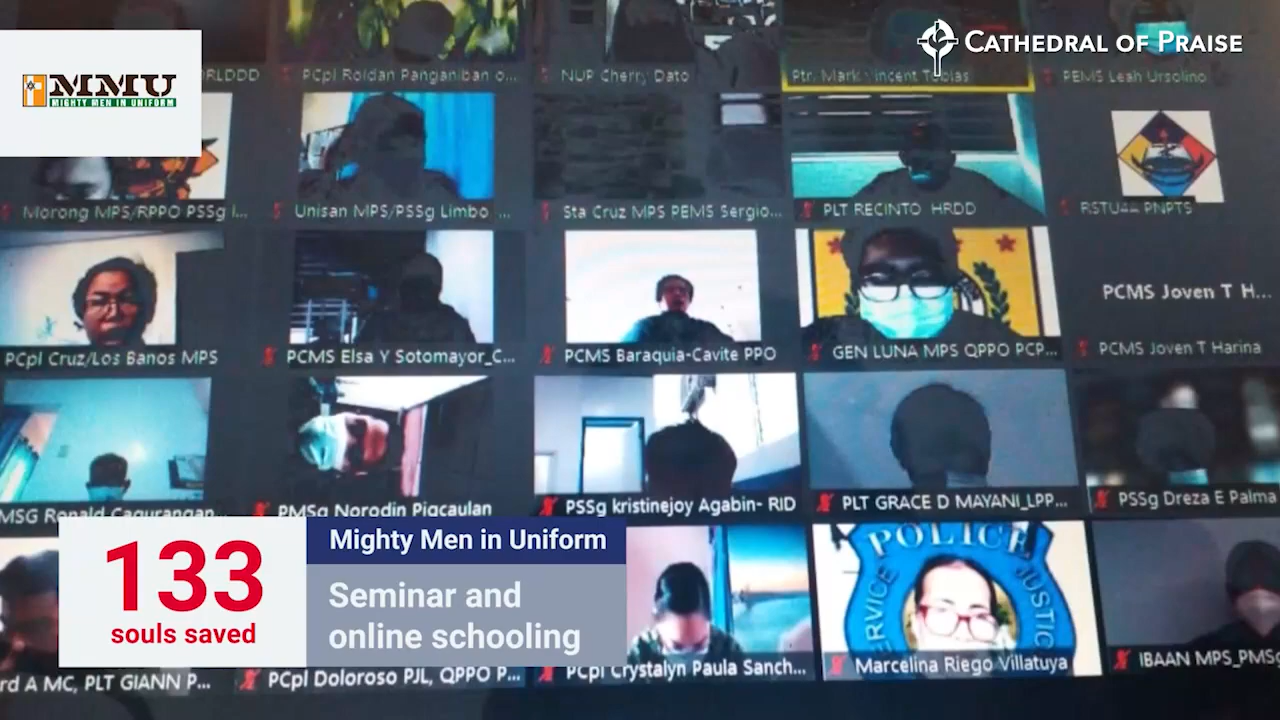 CATHEDRAL OF PRAISE
MMU
MIGHTY MEN IN UNIFORM
PCpl Roldan Panganiban o...
NUP Cherry Dato
Ptr. Mark Vincent
PEMS Leah Ursolino
Morong MPS/RPPO PSSg I...
Unisan MPS/PSSg Limbo ...
Sta Cruz MPS PEMS Sergio...
PLT RECINTO HRDD
PNPTS
PCpl Cruz/Los Banos MPS
PCMS Elsa Y Sotomayor_C...
PCMS Baraquia-Cavite PPO
GEN LUNA MPS QPPO PCP...
PCMS Joven T H...
PCMS Joven T Harina
MSG Ronald Cagurangan
PMSg Norodin Pigcaulan
PSSg kristinejoy Agabin- RID
PLT GRACE D MAYANI_LPP...
PSSg Dreza E Palma
133
souls saved
Mighty Men in Uniform
Seminar and
online schooling
POLICE
SERVICE
JUSTIC
rd A MC, PLT GIANN P...
PCpl Doloroso PJL, QPPO P...
PCpl Crystalyn Paula Sanch...
Marcelina Riego Villatuya
IBAAN MPS_PMSg